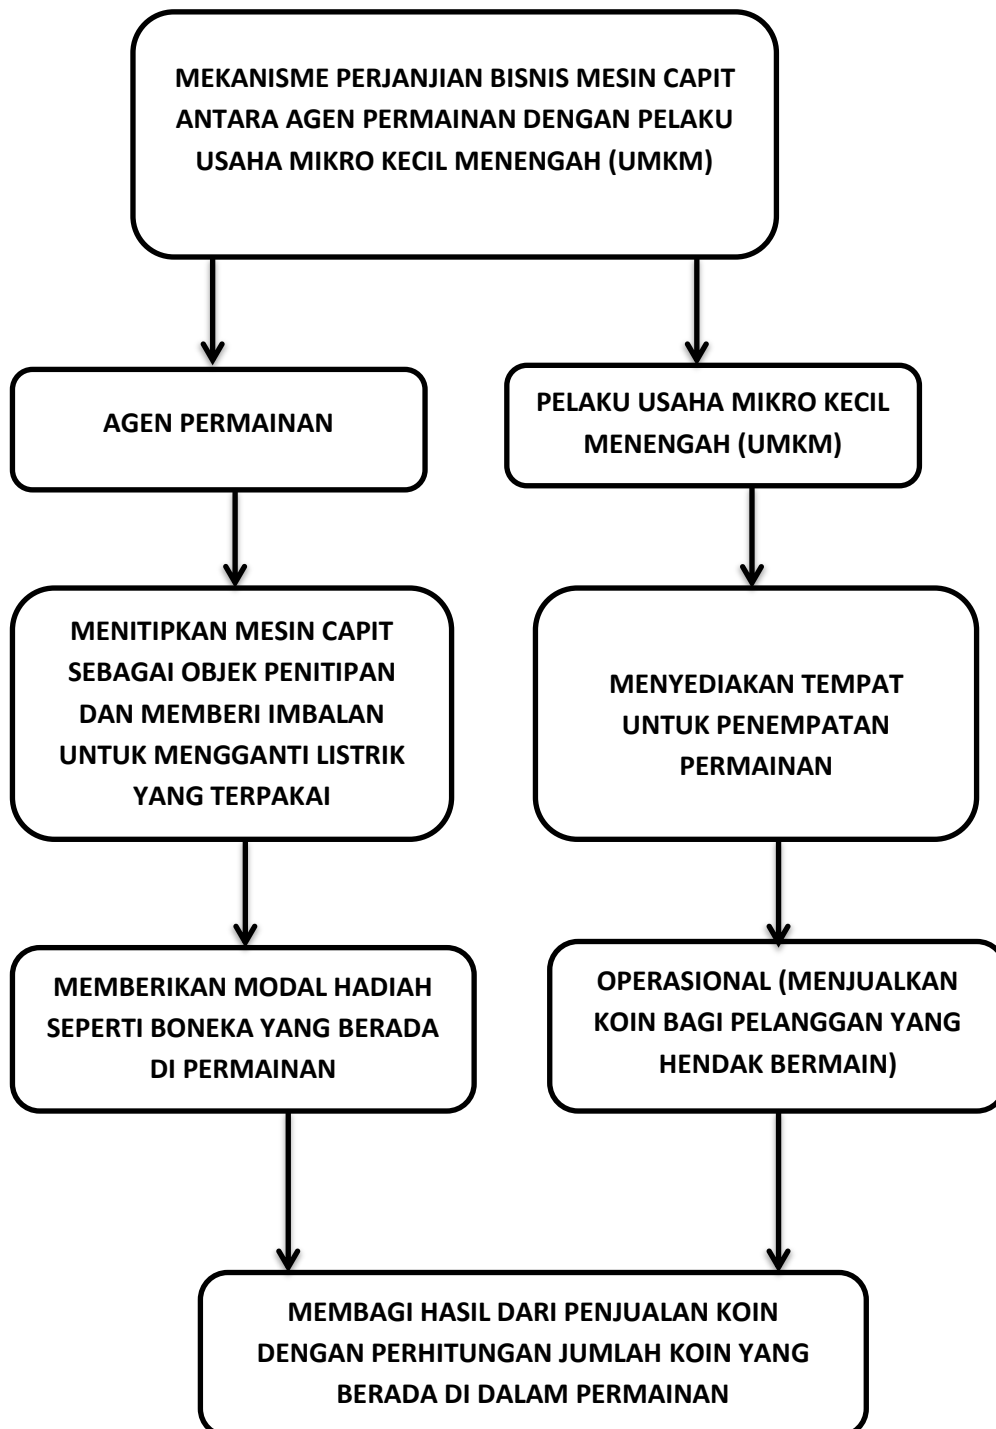 MEKANISME PERJANJIAN BISNIS MESIN CAPIT
ANTARA AGEN PERMAINAN DENGAN PELAKU
USAHA MIKRO KECIL MENENGAH (UMKM)
AGEN PERMAINAN
PELAKU USAHA MIKRO KECIL
MENENGAH (UMKM)
MENITIPKAN MESIN CAPIT
SEBAGAI OBJEK PENITIPAN
DAN MEMBERI IMBALAN
UNTUK MENGGANTI LISTRIK
YANG TERPAKAI
MENYEDIAKAN TEMPAT
UNTUK PENEMPATAN
PERMAINAN
MEMBERIKAN MODAL HADIAH
SEPERTI BONEKA YANG BERADA
DI PERMAINAN
OPERASIONAL (MENJUALKAN
KOIN BAGI PELANGGAN YANG
HENDAK BERMAIN)
MEMBAGI HASIL DARI PENJUALAN KOIN
DENGAN PERHITUNGAN JUMLAH KOIN YANG
BERADA DI DALAM PERMAINAN